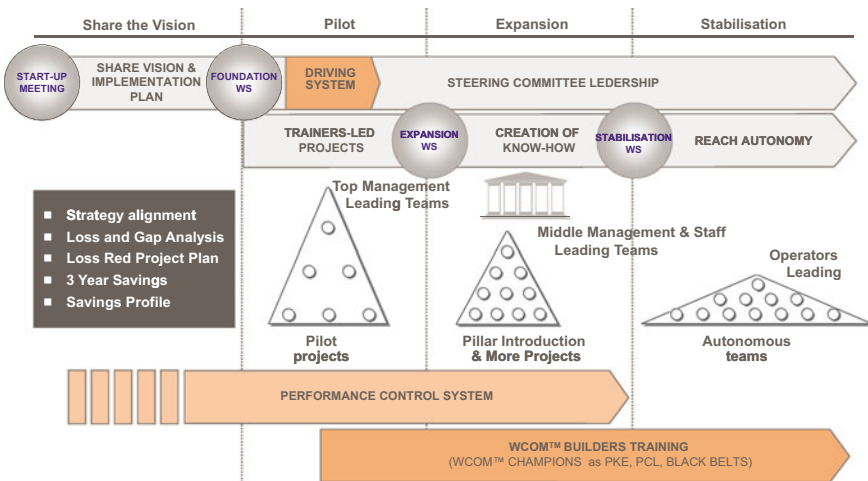 Share the Vision
Pilot
Expansion
Stabilisation
START-UP
MEETING
SHARE VISION &
IMPLEMENTATION
PLAN
FOUNDATION
WS
DRIVING
SYSTEM
STEERING COMMITTEE LEDERSHIP
TRAINERS-LED
PROJECTS
EXPANSION
WS
CREATION OF
KNOW-HOW
STABILISATION
WS
REACH AUTONOMY
■ Strategy alignment
■ Loss and Gap Analysis
■ Loss Red Project Plan
■ 3 Year Savings
■ Savings Profile
Top Management
Leading Teams
Middle Management & Staff
Leading Teams
Operators
Leading
Pilot
projects
Pillar Introduction
& More Projects
Autonomous
teams
PERFORMANCE CONTROL SYSTEM
WCOM™ BUILDERS TRAINING
(WCOM™ CHAMPIONS as PKE, PCL, BLACK BELTS)